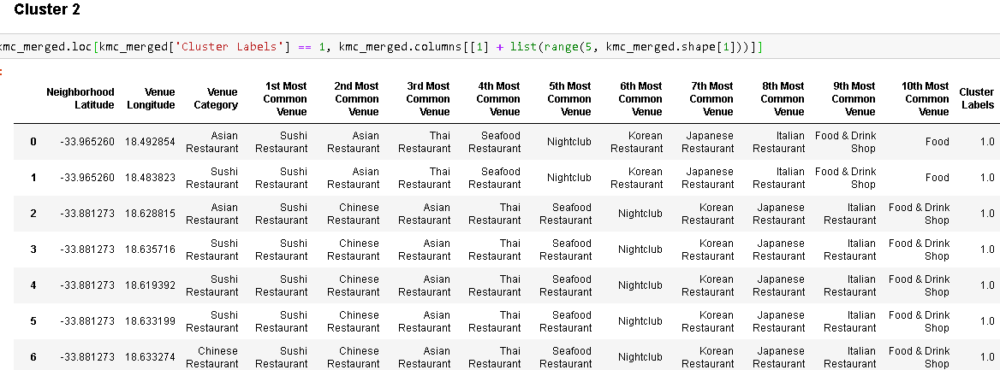 Cluster 2
kmc_merged.loc[kmc_merged['Cluster Labels'] == 1, kmc_merged.columns[[1] + list(range(5, kmc_merged.shape[1]))]]
Neighborhood Latitude Venue Longitude Venue Category 1st Most Common Venue 2nd Most Common Venue 3rd Most Common Venue 4th Most Common Venue 5th Most Common Venue 6th Most Common Venue 7th Most Common Venue 8th Most Common Venue 9th Most Common Venue 10th Most Common Venue Cluster Labels
0 -33.965260 18.492854 Asian Restaurant Sushi Restaurant Asian Restaurant Thai Restaurant Seafood Restaurant Nightclub Korean Restaurant Japanese Restaurant Italian Restaurant Food & Drink Shop Food 1.0
1 -33.965260 18.483823 Sushi Restaurant Sushi Restaurant Asian Restaurant Thai Restaurant Seafood Restaurant Nightclub Korean Restaurant Japanese Restaurant Italian Restaurant Food & Drink Shop Food 1.0
2 -33.881273 18.628815 Asian Restaurant Sushi Restaurant Chinese Restaurant Asian Restaurant Thai Restaurant Seafood Restaurant Nightclub Korean Restaurant Japanese Restaurant Italian Restaurant Food & Drink Shop 1.0
3 -33.881273 18.635716 Sushi Restaurant Sushi Restaurant Chinese Restaurant Asian Restaurant Thai Restaurant Seafood Restaurant Nightclub Korean Restaurant Japanese Restaurant Italian Restaurant Food & Drink Shop 1.0
4 -33.881273 18.619392 Sushi Restaurant Sushi Restaurant Chinese Restaurant Asian Restaurant Thai Restaurant Seafood Restaurant Nightclub Korean Restaurant Japanese Restaurant Italian Restaurant Food & Drink Shop 1.0
5 -33.881273 18.633199 Sushi Restaurant Sushi Restaurant Chinese Restaurant Asian Restaurant Thai Restaurant Seafood Restaurant Nightclub Korean Restaurant Japanese Restaurant Italian Restaurant Food & Drink Shop 1.0
6 -33.881273 18.633274 Chinese Restaurant Sushi Restaurant Chinese Restaurant Asian Restaurant Thai Restaurant Seafood Restaurant Nightclub Korean Restaurant Japanese Restaurant Italian Restaurant Food & Drink Shop 1.0